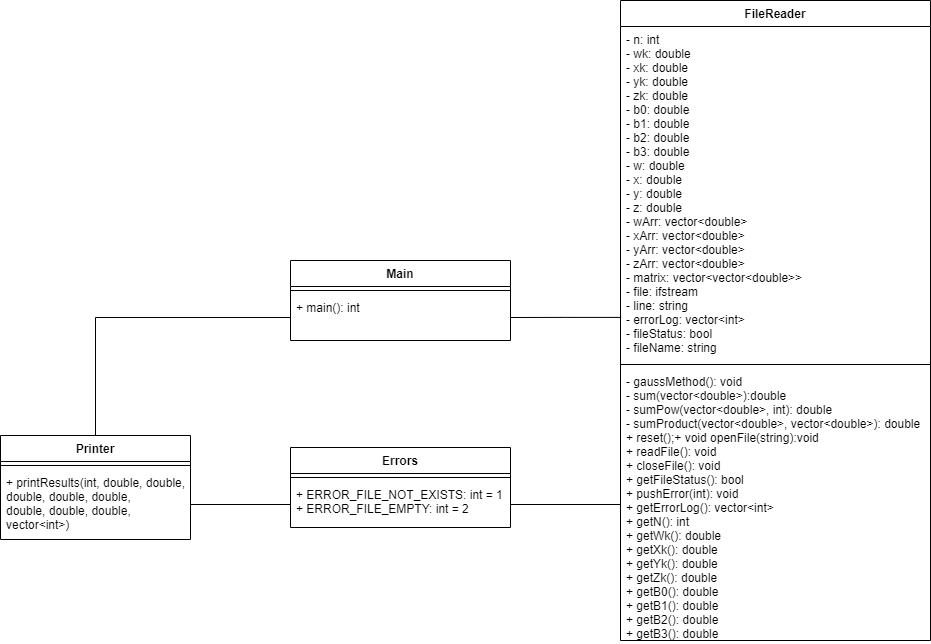 FileReader
- n: int
- wk: double
- xk: double
- yk: double
- zk: double
- b0: double
- b1: double
- b2: double
- b3: double
- w: double
- x: double
- y: double
- z: double
- wArr: vector<double>
- xArr: vector<double>
- yArr: vector<double>
- zArr: vector<double>
- matrix: vector<vector<double>>
- file: ifstream
- line: string
- errorLog: vector<int>
- fileStatus: bool
- fileName: string
- gaussMethod(): void
- sum(vector<double>):double
- sumPow(vector<double>, int): double
- sumProduct(vector<double>, vector<double>): double
+ reset();+ void openFile(string):void
+ readFile(): void
+ closeFile(): void
+ getFileStatus(): bool
+ pushError(int): void
+ getErrorLog(): vector<int>
+ getN(): int
+ getWk(): double
+ getXk(): double
+ getYk(): double
+ getZk(): double
+ getB0(): double
+ getB1(): double
+ getB2(): double
+ getB3(): double
Main
+ main(): int
Printer
+ printResults(int, double, double,
double, double, double,
double, double, double,
vector<int>)
Errors
+ ERROR_FILE_NOT_EXISTS: int = 1
+ ERROR_FILE_EMPTY: int = 2